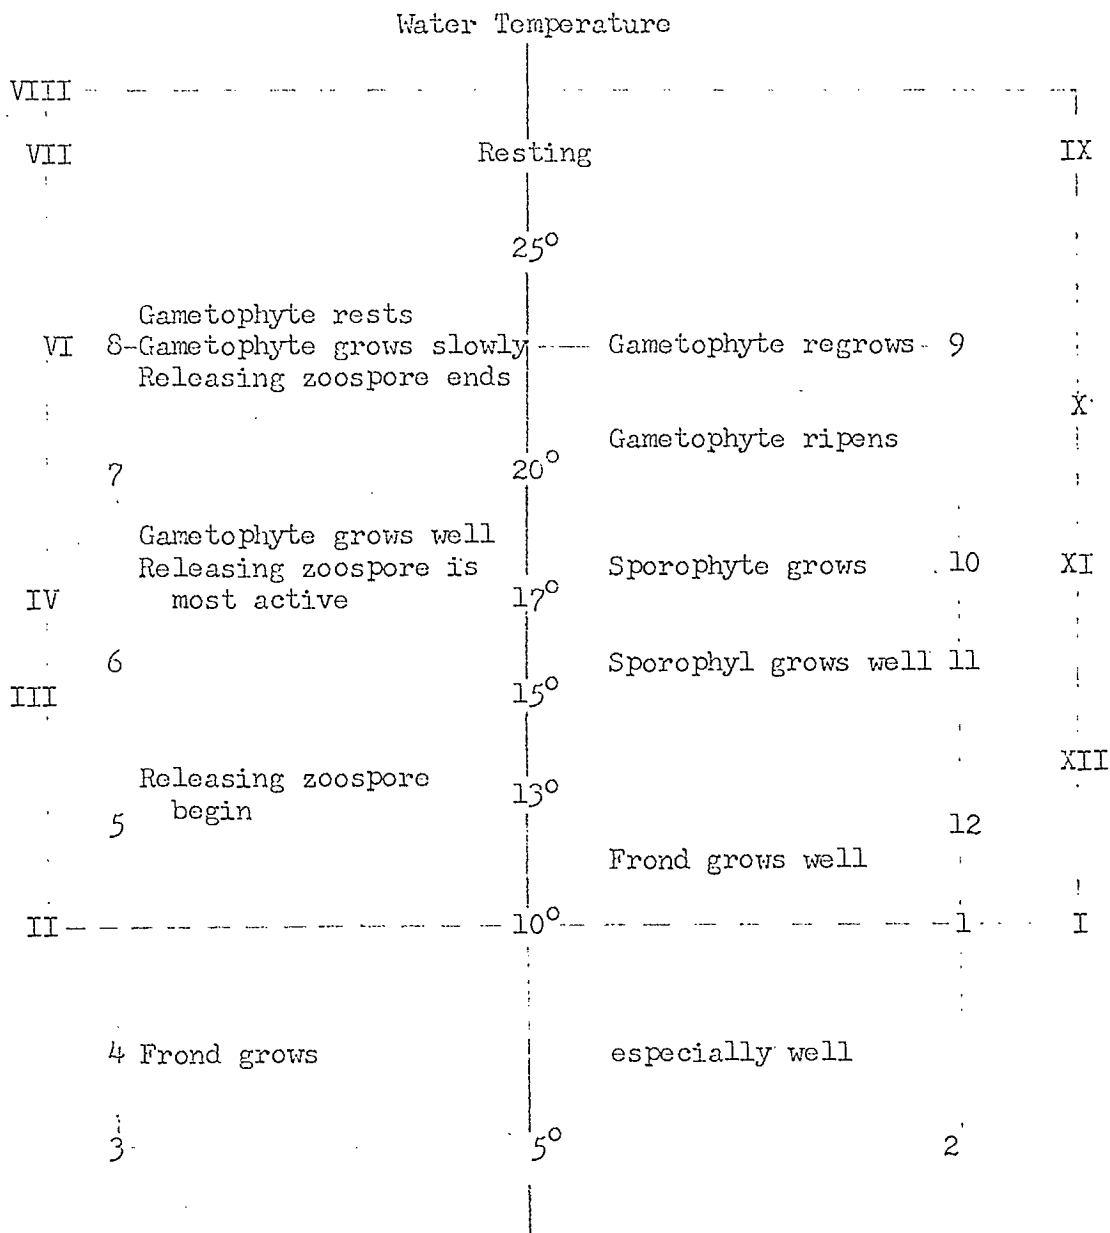 Water Temperature
VIII
VII Resting IX
25°
Gametophyte rests
VI 8-Gametophyte grows slowly Gametophyte regrows 9
Releasing zoospore ends
X
Gametophyte ripens
7 20°
Gametophyte grows well
Releasing zoospore is Sporophyte grows 10 XI
IV most active 17°
6 Sporophyl grows well 11
III 15°
XII
Releasing zoospore 13°
begin
5 12
Frond grows well
II 10° 1 I
4 Frond grows especially well
3 5° 2